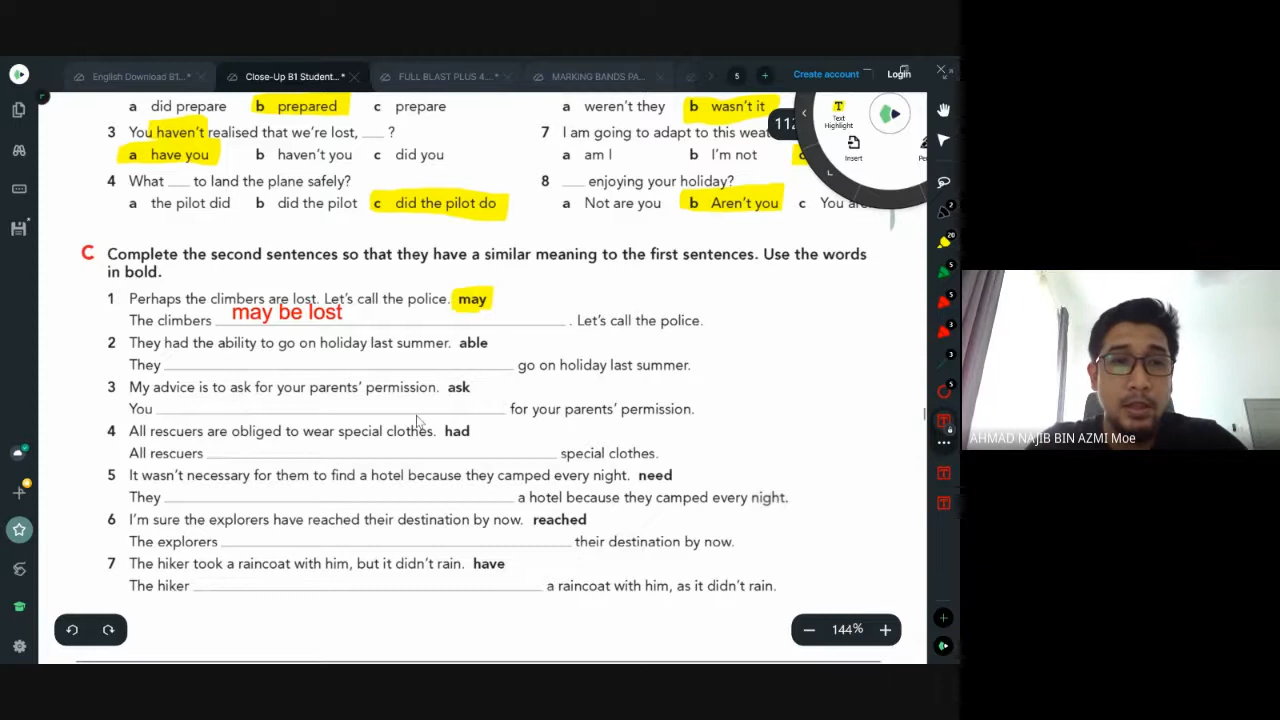 English Download B1...*
Close-Up B1 Student...*
FULL BLAST PLUS 4....*
MARKING BANDS PA...
5
Create account
Login
a did prepare b prepared c prepare
a weren't they b wasn't it
Text Highlight
Insert
3 You haven't realised that we're lost, ___ ?
7 I am going to adapt to this
a have you b haven't you c did you
a am I b I'm not
4 What ___ to land the plane safely?
8 ___ enjoying your holiday?
a the pilot did b did the pilot c did the pilot do
a Not are you b Aren't you c
C Complete the second sentences so that they have a similar meaning to the first sentences. Use the words
in bold.
1 Perhaps the climbers are lost. Let's call the police. may
may be lost
The climbers ___ . Let's call the police.
2 They had the ability to go on holiday last summer. able
They ___ go on holiday last summer.
3 My advice is to ask for your parents' permission. ask
You ___ for your parents' permission.
4 All rescuers are obliged to wear special clothes. had
All rescuers ___ special clothes.
5 It wasn't necessary for them to find a hotel because they camped every night. need
They ___ a hotel because they camped every night.
6 I'm sure the explorers have reached their destination by now. reached
The explorers ___ their destination by now.
7 The hiker took a raincoat with him, but it didn't rain. have
The hiker ___ a raincoat with him, as it didn't rain.
144%
AHMAD NAJIB BIN AZMI Moe